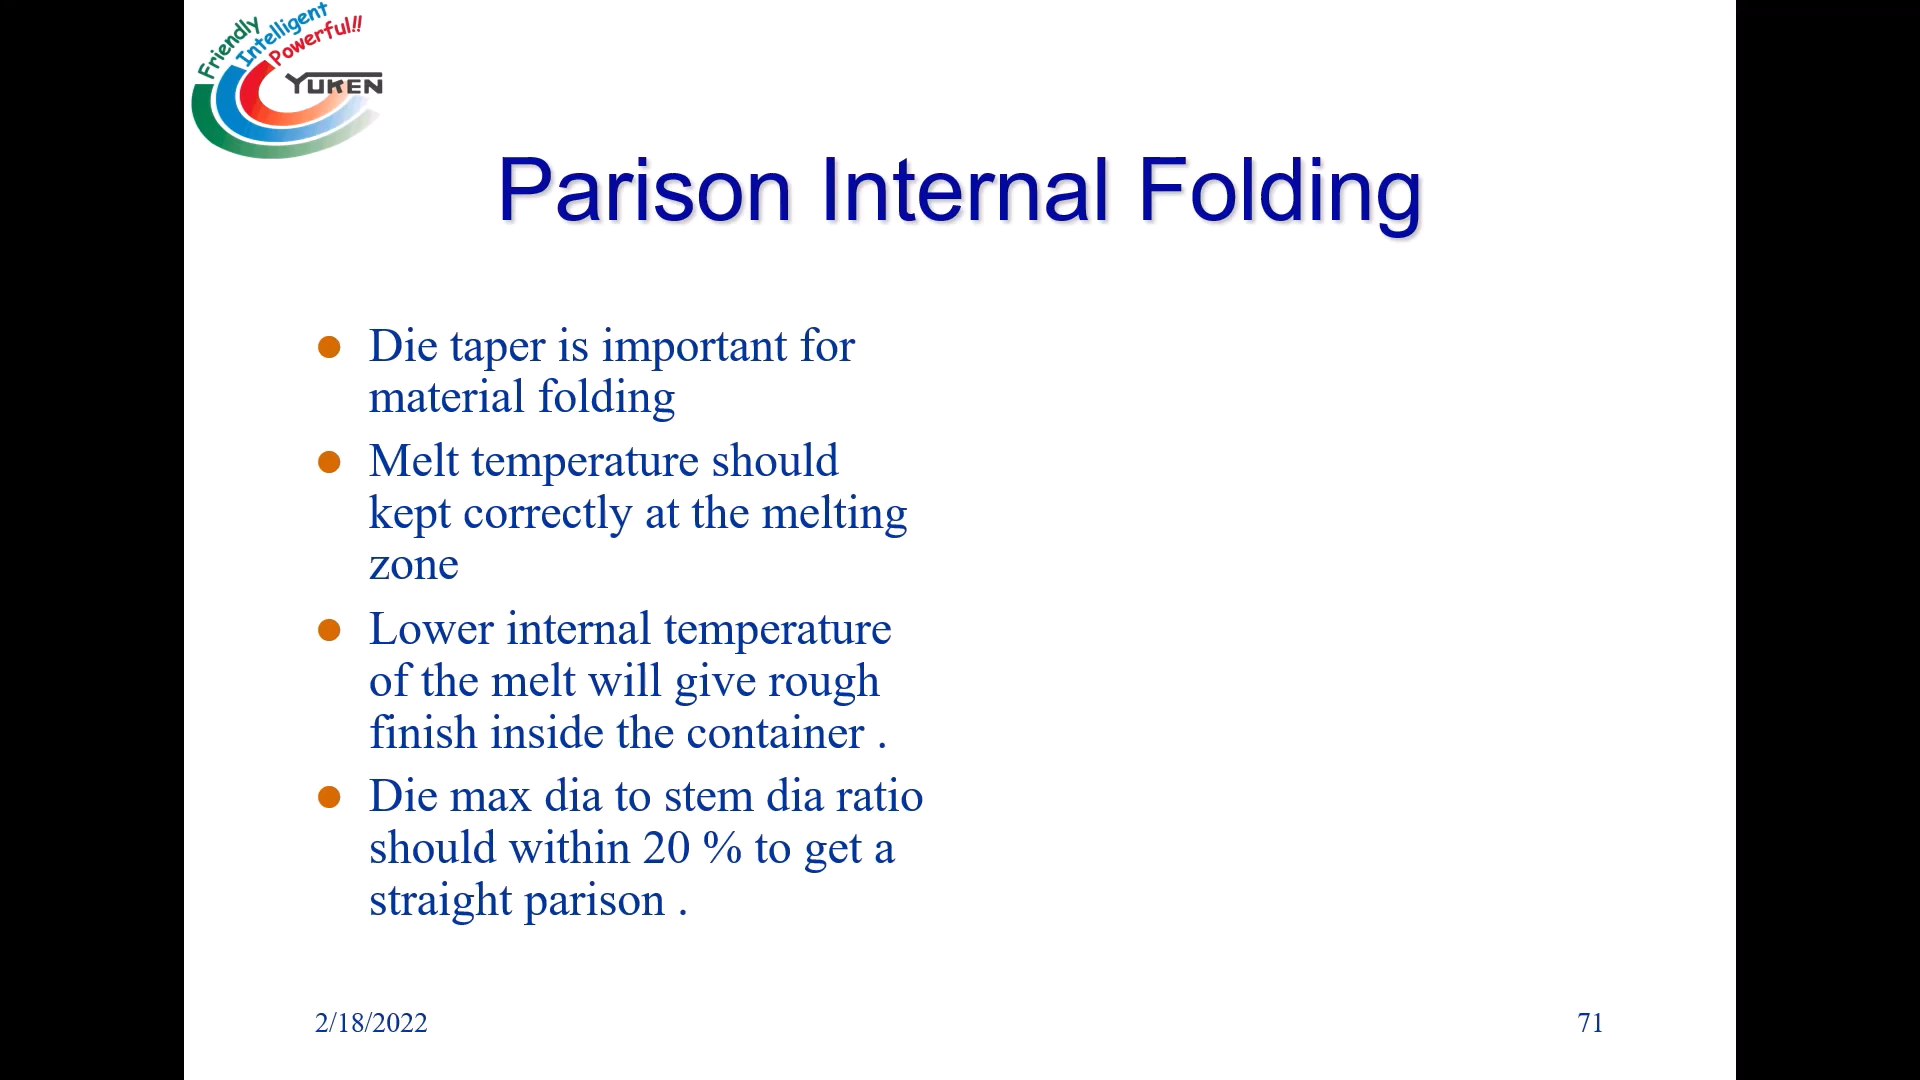 Friendly
Intelligent
Powerful!!
YUKEN
Parison Internal Folding
Die taper is important for
material folding
Melt temperature should
kept correctly at the melting
zone
Lower internal temperature
of the melt will give rough
finish inside the container .
Die max dia to stem dia ratio
should within 20 % to get a
straight parison .
2/18/2022
71